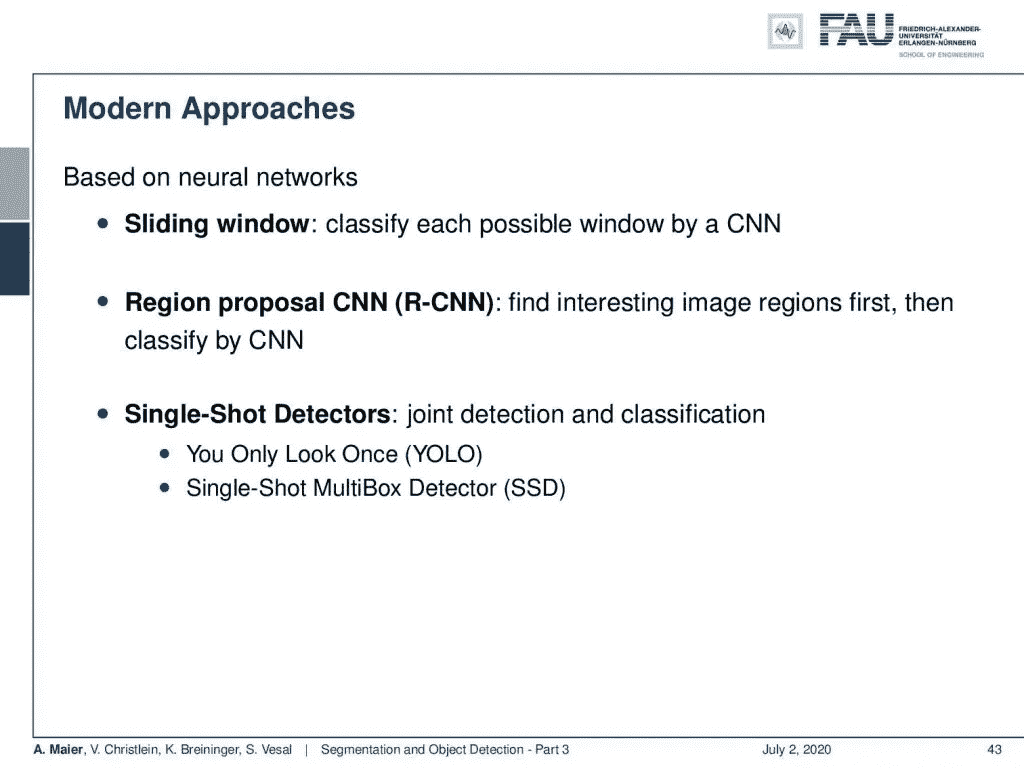 FAU
FRIEDRICH-ALEXANDER-
UNIVERSITÄT
ERLANGEN-NÜRNBERG
SCHOOL OF ENGINEERING
Modern Approaches
Based on neural networks
• Sliding window: classify each possible window by a CNN
• Region proposal CNN (R-CNN): find interesting image regions first, then
classify by CNN
• Single-Shot Detectors: joint detection and classification
• You Only Look Once (YOLO)
• Single-Shot MultiBox Detector (SSD)
A. Maier, V. Christlein, K. Breininger, S. Vesal | Segmentation and Object Detection - Part 3 July 2, 2020 43